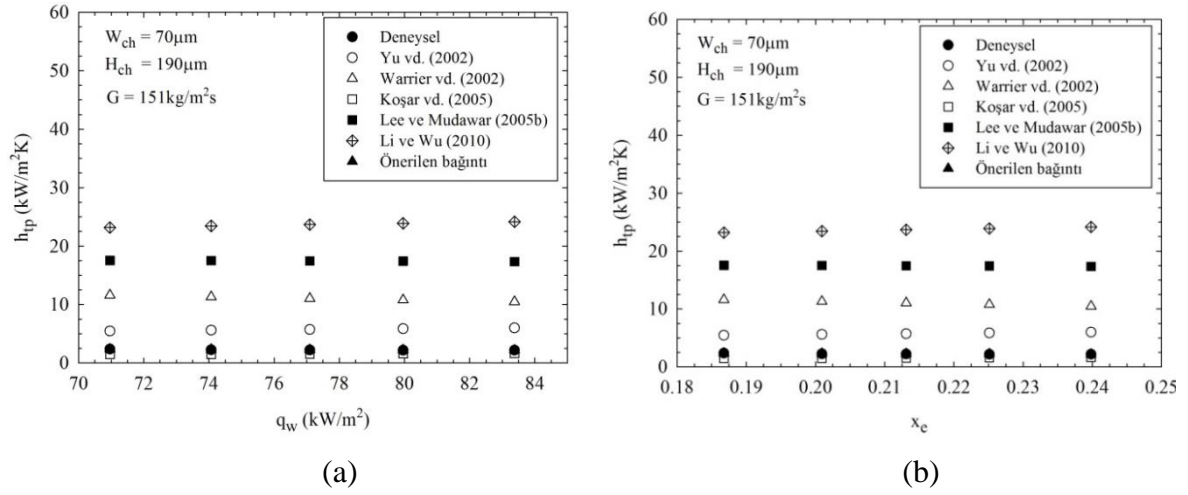 60
50
40
30
20
10
0
h_tp (kW/m²K)
W_ch = 70µm
H_ch = 190µm
G = 151kg/m²s
Deneysel
Yu vd. (2002)
Warrier vd. (2002)
Koşar vd. (2005)
Lee ve Mudawar (2005b)
Li ve Wu (2010)
Önerilen bağıntı
70 72 74 76 78 80 82 84
q_w (kW/m²)
(a)
60
50
40
30
20
10
0
h_tp (kW/m²K)
W_ch = 70µm
H_ch = 190µm
G = 151kg/m²s
Deneysel
Yu vd. (2002)
Warrier vd. (2002)
Koşar vd. (2005)
Lee ve Mudawar (2005b)
Li ve Wu (2010)
Önerilen bağıntı
0.18 0.19 0.20 0.21 0.22 0.23 0.24 0.25
x_e
(b)